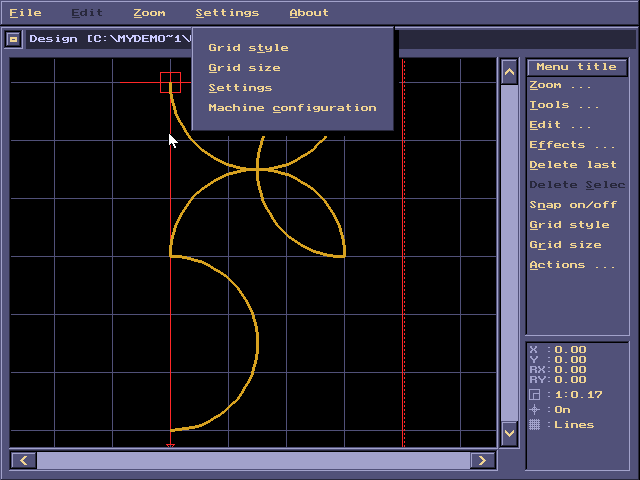 File Edit Zoom Settings About
Design [C:\MYDEMO~1\
Grid style
Grid size
Settings
Machine configuration
Menu title
Zoom ...
Tools ...
Edit ...
Effects ...
Delete last
Delete Selec
Snap on/off
Grid style
Grid size
Actions ...
X :0.00
Y :0.00
RX:0.00
RY:0.00
:1:0.17
:On
:Lines